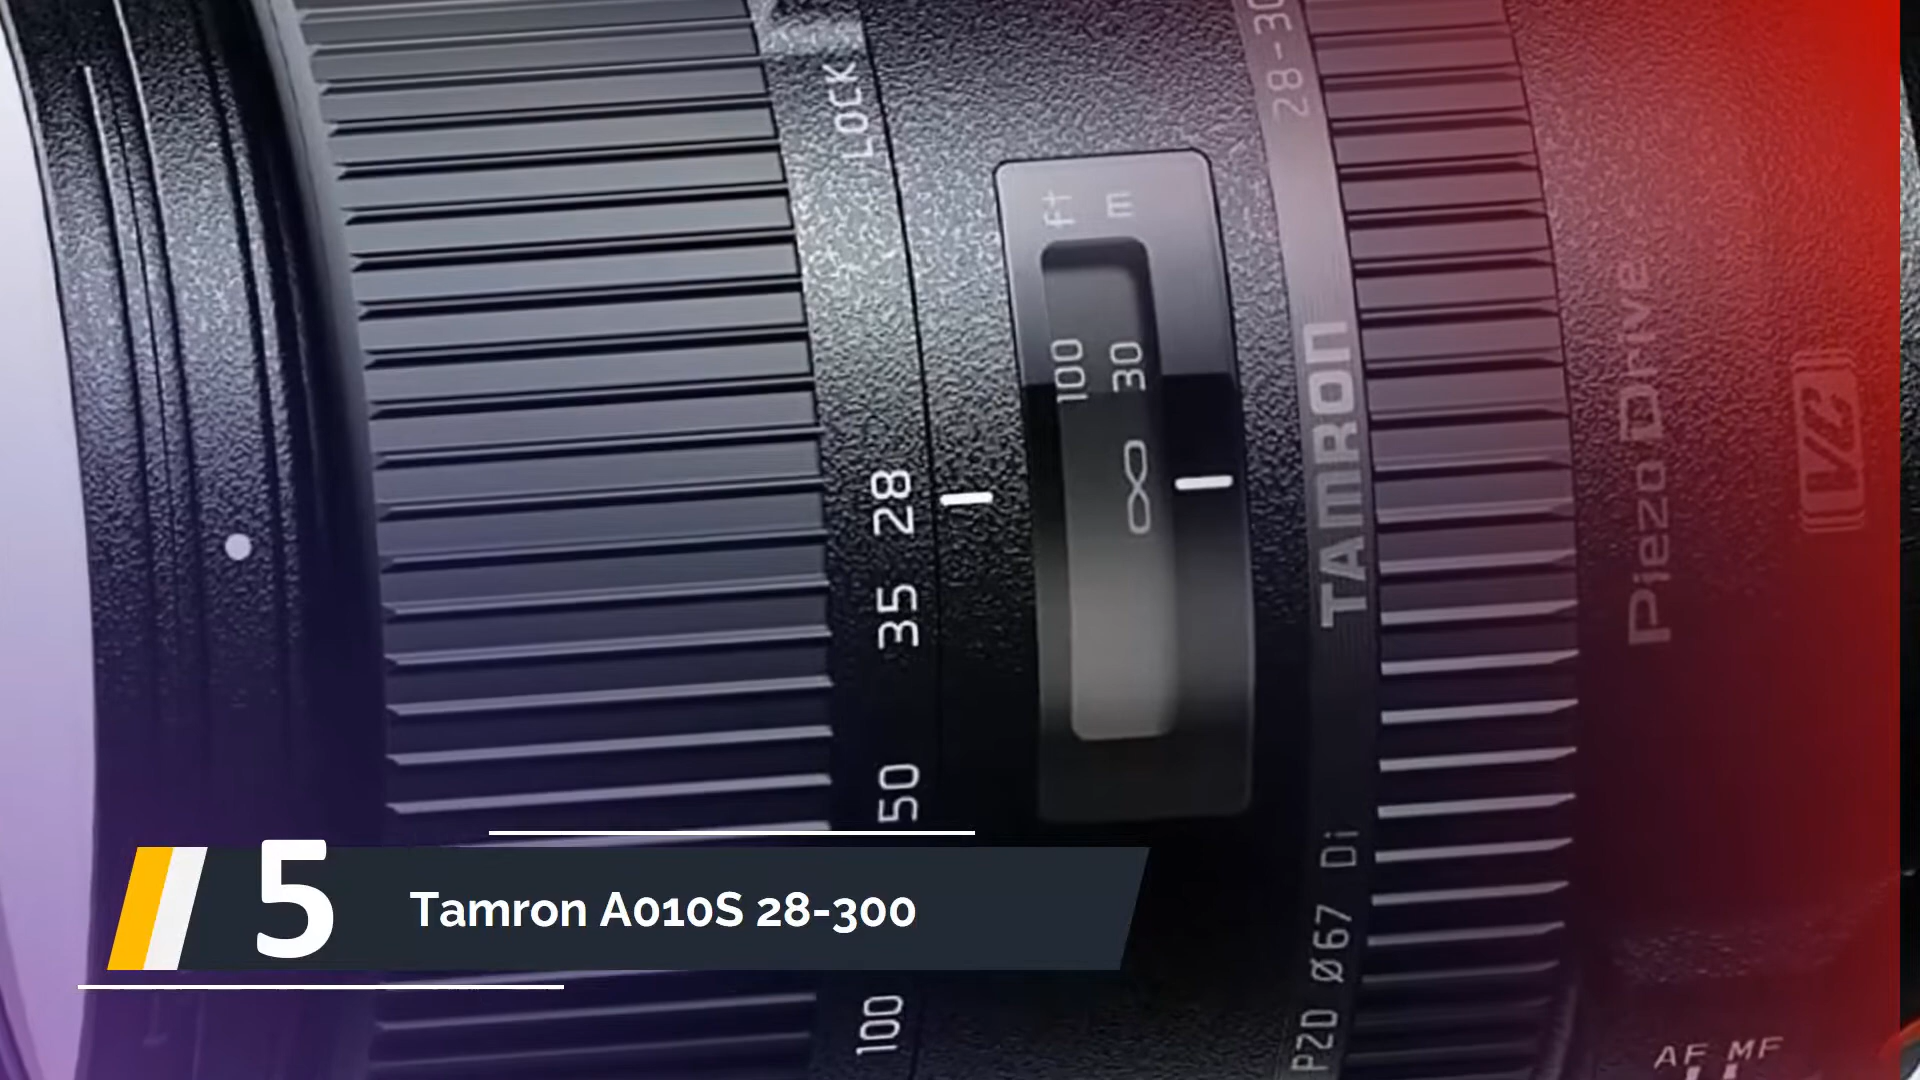 LOCK
28-30
ft m
100 30
∞
28
35
50
100
TAMRON
Piezo Drive
VC
PZD Ø67 Di
AF MF
5
Tamron A010S 28-300